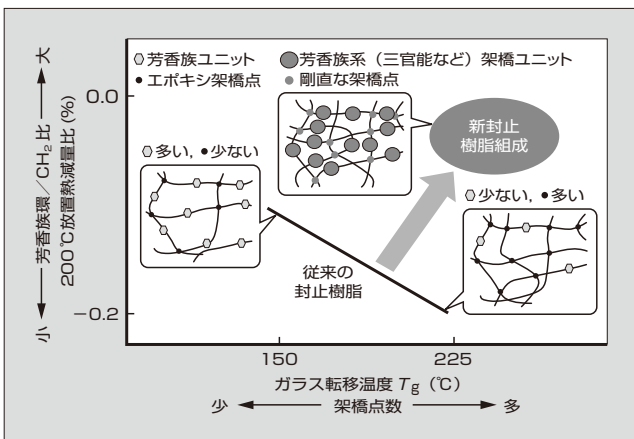 芳香族ユニット
エポキシ架橋点
芳香族系（三官能など）架橋ユニット
剛直な架橋点
大
小
芳香族環／CH₂ 比
200℃放置熱減量比 (%)
0.0
−0.2
多い，少ない
新封止
樹脂組成
少ない，多い
従来の
封止樹脂
150
225
ガラス転移温度 Tg（℃）
少
架橋点数
多